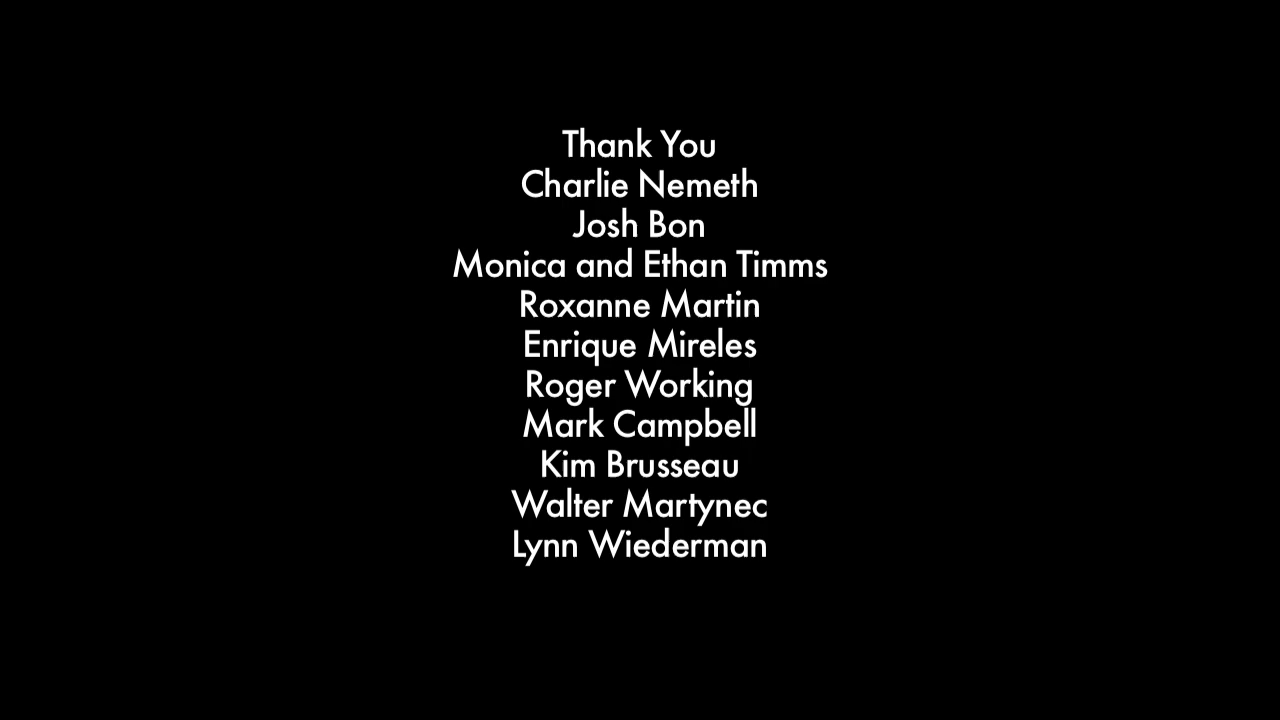 Thank You
Charlie Nemeth
Josh Bon
Monica and Ethan Timms
Roxanne Martin
Enrique Mireles
Roger Working
Mark Campbell
Kim Brusseau
Walter Martynec
Lynn Wiederman